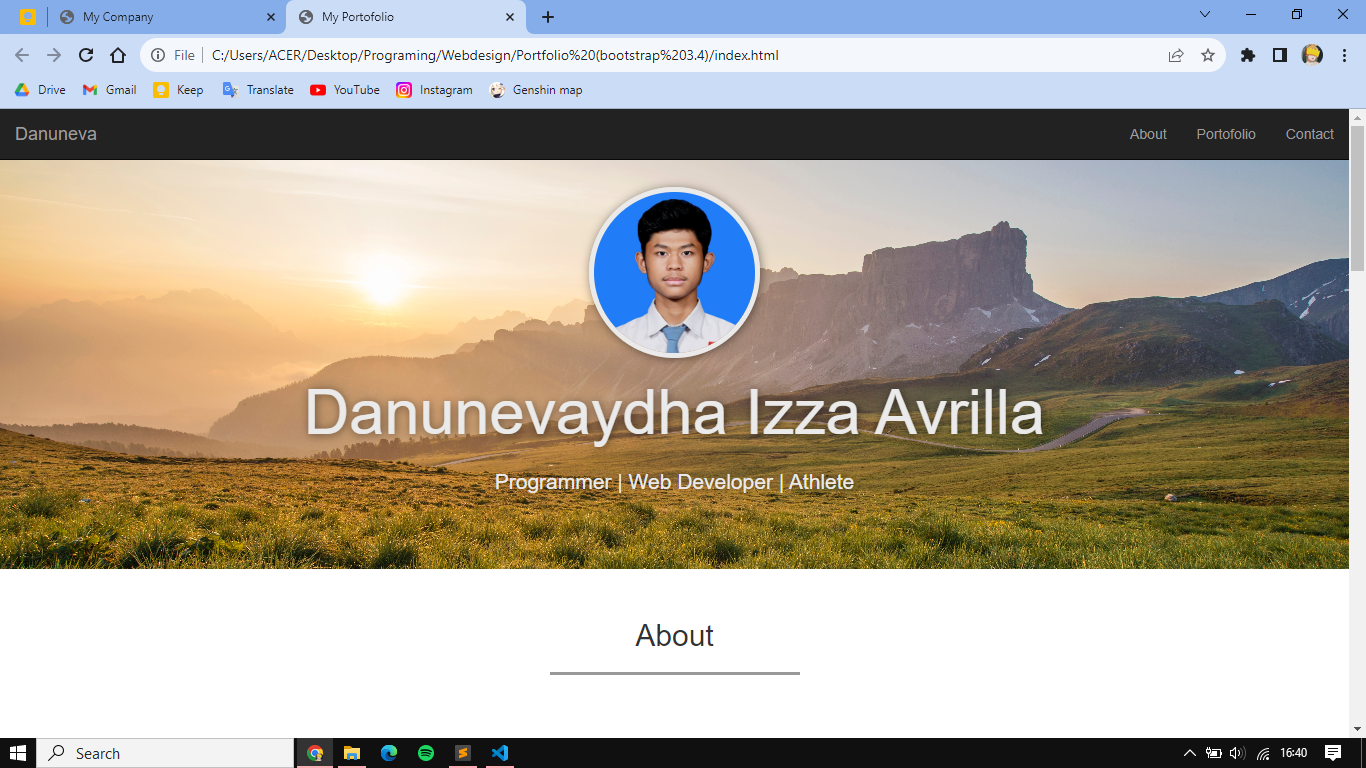 My Company
My Portofolio
File
C:/Users/ACER/Desktop/Programing/Webdesign/Portfolio%20(bootstrap%203.4)/index.html
Drive
Gmail
Keep
Translate
YouTube
Instagram
Genshin map
Danuneva
About
Portofolio
Contact
Danunevaydha Izza Avrilla
Programmer | Web Developer | Athlete
About
Search
16:40